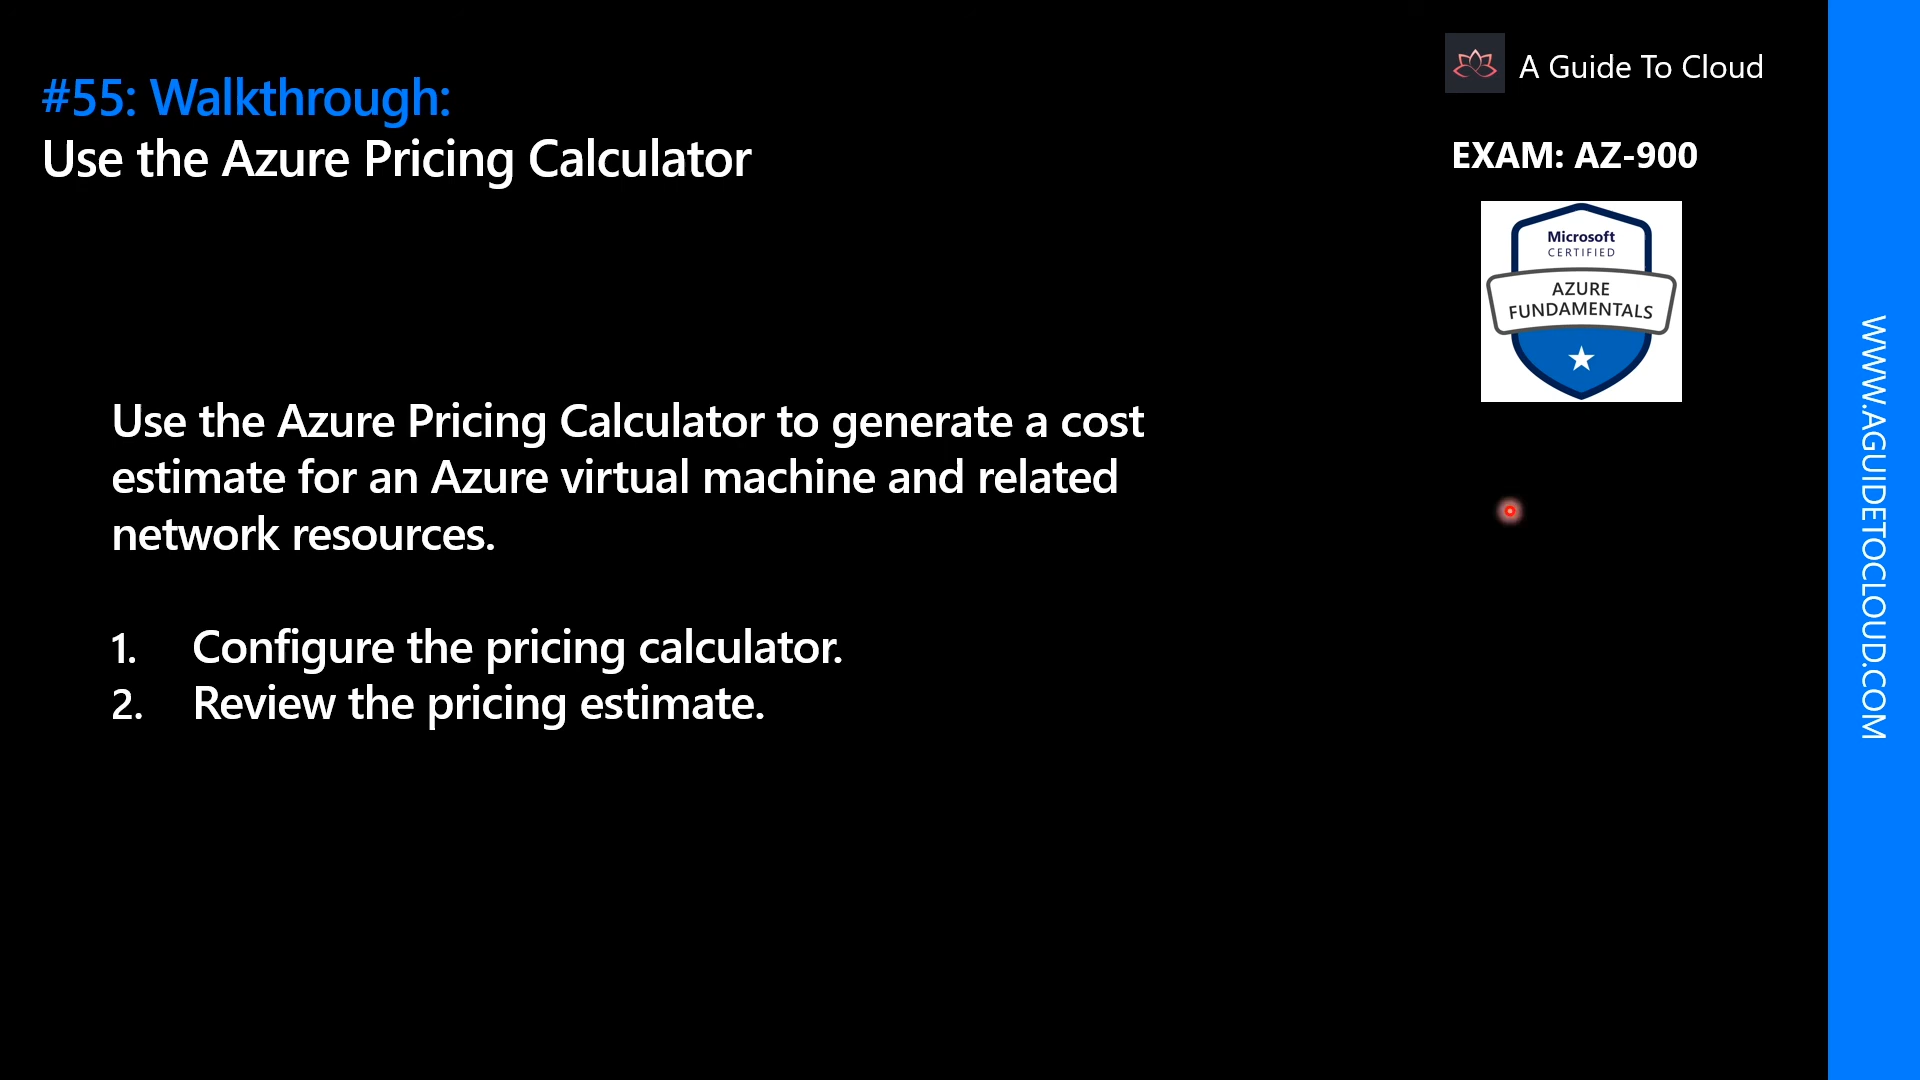 #55: Walkthrough:
Use the Azure Pricing Calculator
A Guide To Cloud
EXAM: AZ-900
Microsoft
CERTIFIED
AZURE
FUNDAMENTALS
Use the Azure Pricing Calculator to generate a cost
estimate for an Azure virtual machine and related
network resources.
1. Configure the pricing calculator.
2. Review the pricing estimate.
WWW.AGUIDETOCLOUD.COM